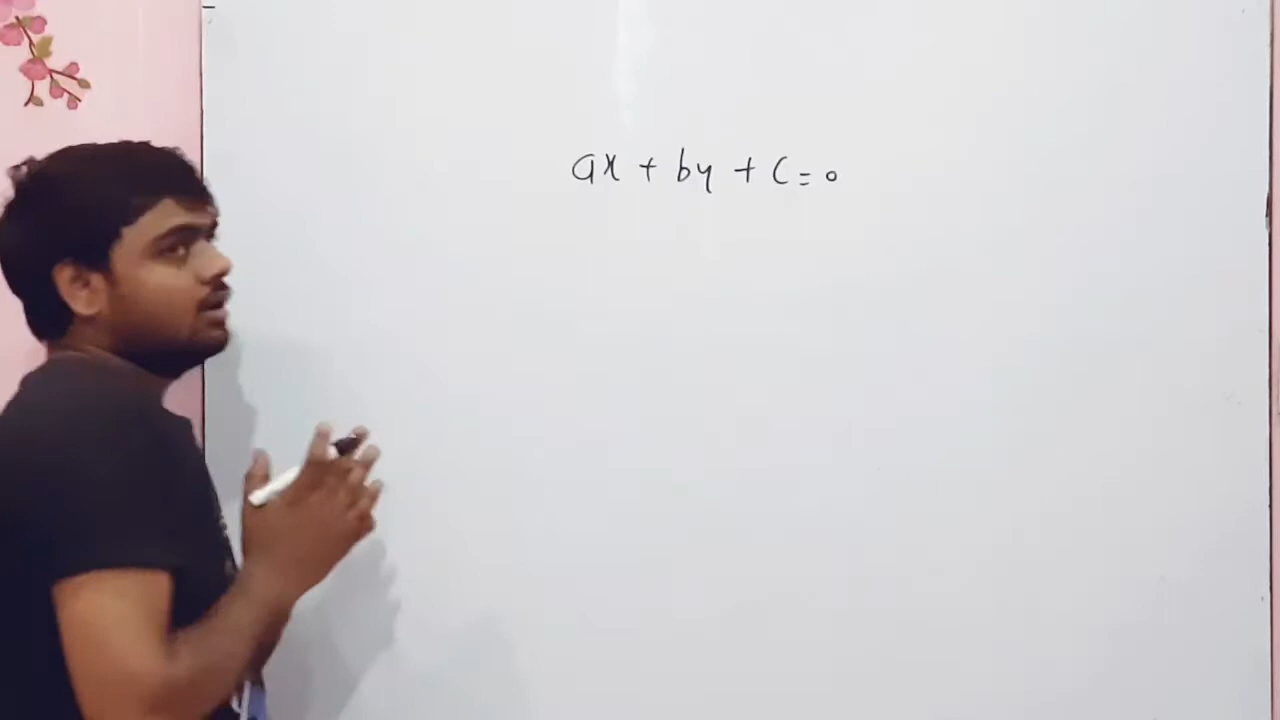 ax + by + c = 0